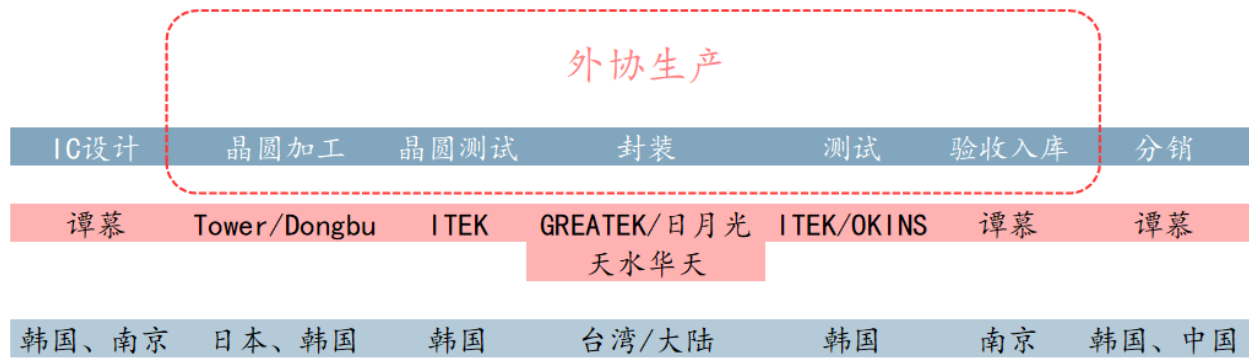 外协生产
IC设计 晶圆加工 晶圆测试 封装 测试 验收入库 分销
谭慕 Tower/Dongbu ITEK GREATEK/日月光 ITEK/OKINS 谭慕 谭慕
天水华天
韩国、南京 日本、韩国 韩国 台湾/大陆 韩国 南京 韩国、中国